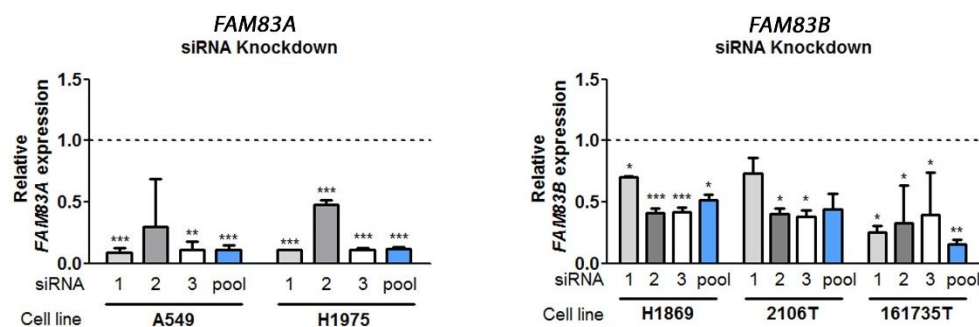 FAM83A
siRNA Knockdown
Relative
FAM83A expression
1.5
1.0
0.5
0.0
***
**
***
***
***
***
***
siRNA 1 2 3 pool 1 2 3 pool
Cell line A549 H1975
FAM83B
siRNA Knockdown
Relative
FAM83B expression
1.5
1.0
0.5
0.0
*
***
***
*
*
*
*
*
*
**
1 2 3 pool 1 2 3 pool 1 2 3 pool
siRNA
Cell line H1869 2106T 161735T